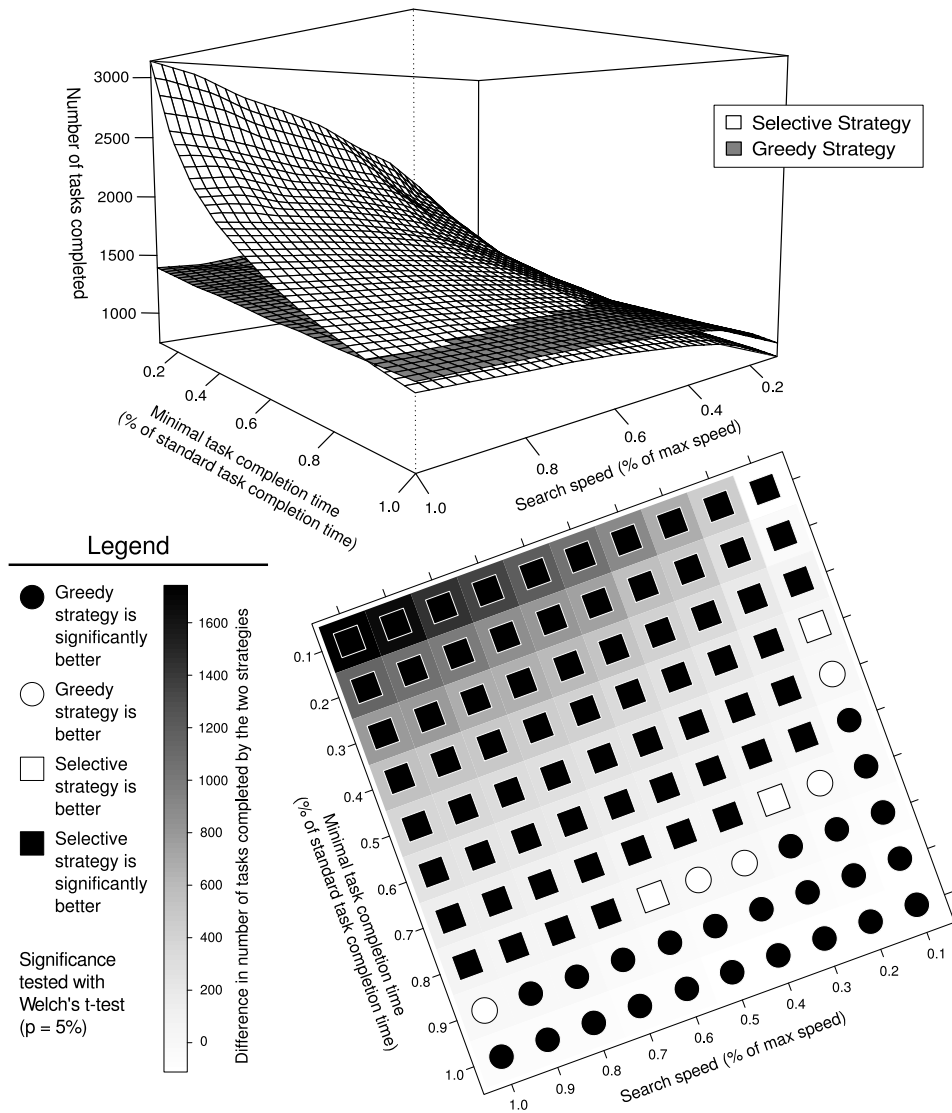 3000
2500
2000
1500
1000
Number of tasks completed
Selective Strategy
Greedy Strategy
0.2
0.4
0.6
0.8
1.0
Minimal task completion time
(% of standard task completion time)
1.0
0.8
0.6
0.4
0.2
Search speed (% of max speed)
Legend
Greedy
strategy is
significantly
better
Greedy
strategy is
better
Selective
strategy is
better
Selective
strategy is
significantly
better
Significance
tested with
Welch's t-test
(p = 5%)
1600
1400
1200
1000
800
600
400
200
0
Difference in number of tasks completed by the two strategies
0.1
0.2
0.3
0.4
0.5
0.6
0.7
0.8
0.9
1.0
Minimal task completion time
(% of standard task completion time)
1.0
0.9
0.8
0.7
0.6
0.5
0.4
0.3
0.2
0.1
Search speed (% of max speed)